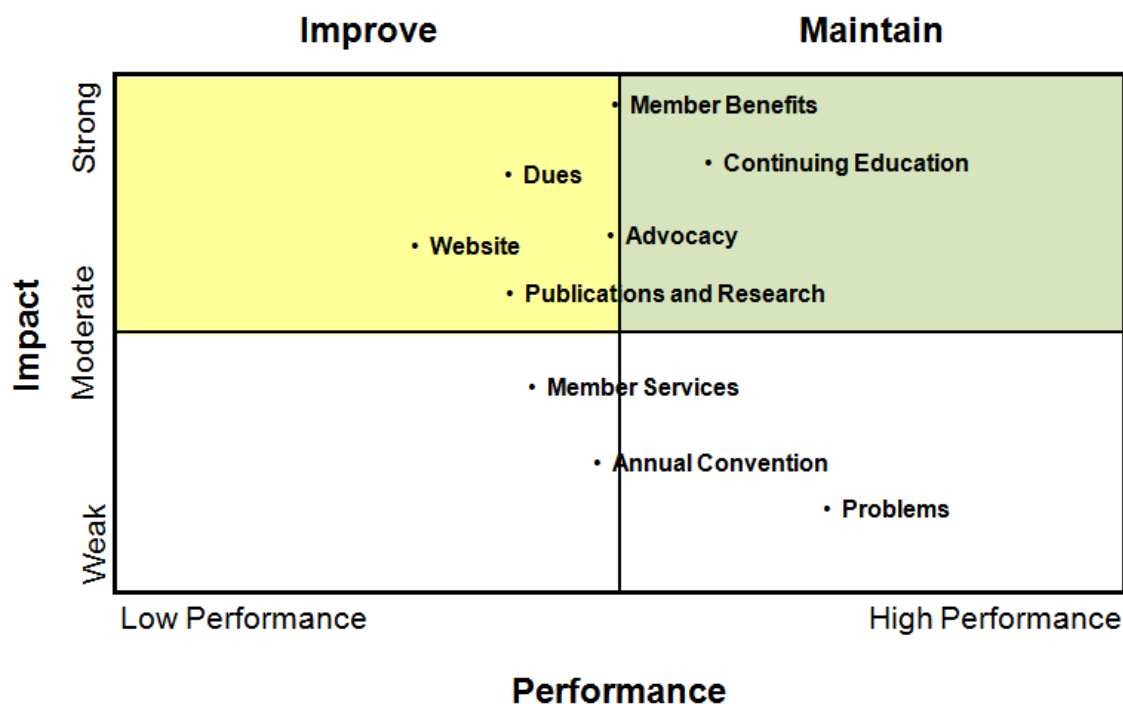 Improve
Maintain
Strong
Moderate
Weak
Impact
• Member Benefits
• Continuing Education
• Dues
• Advocacy
• Website
• Publications and Research
• Member Services
• Annual Convention
• Problems
Low Performance
High Performance
Performance